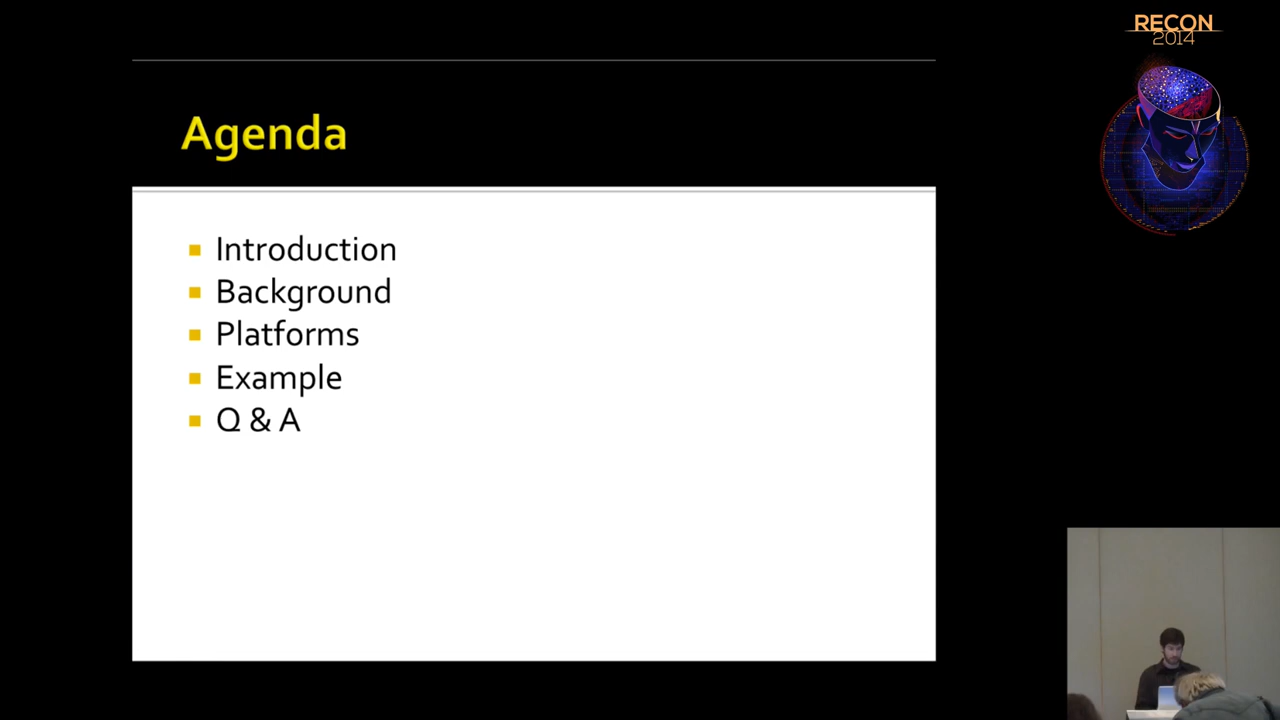 RECON
2014
Agenda
Introduction
Background
Platforms
Example
Q & A